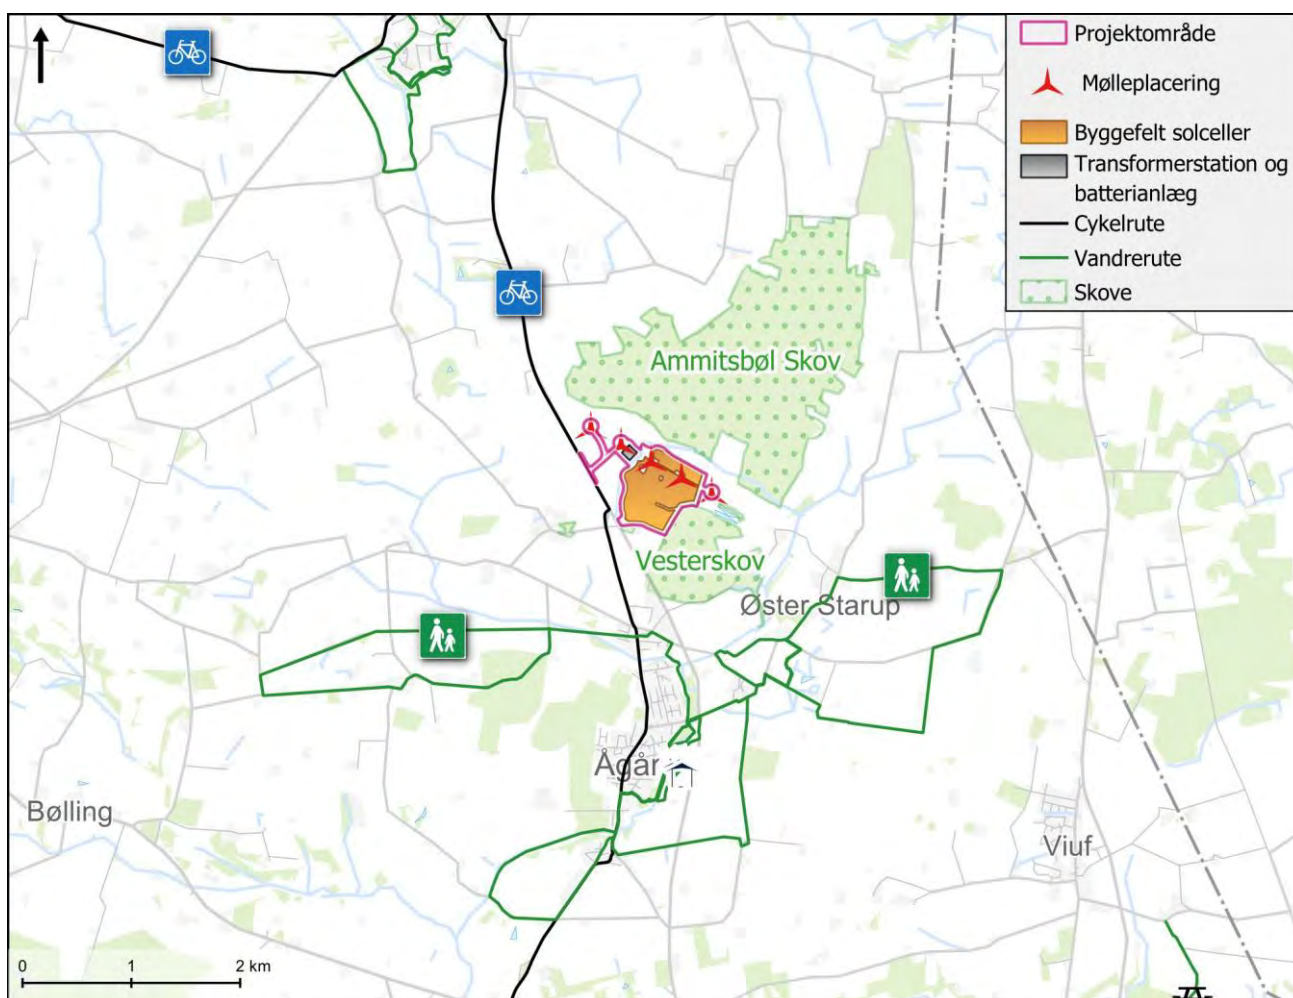 Projektområde
Mølleplacering
Byggefelt solceller
Transformerstation og
batterianlæg
Cykelrute
Vandrerute
Skove
Ammitsbøl Skov
Vesterskov
Øster Starup
Ågår
Bølling
Viuf
0 1 2 km